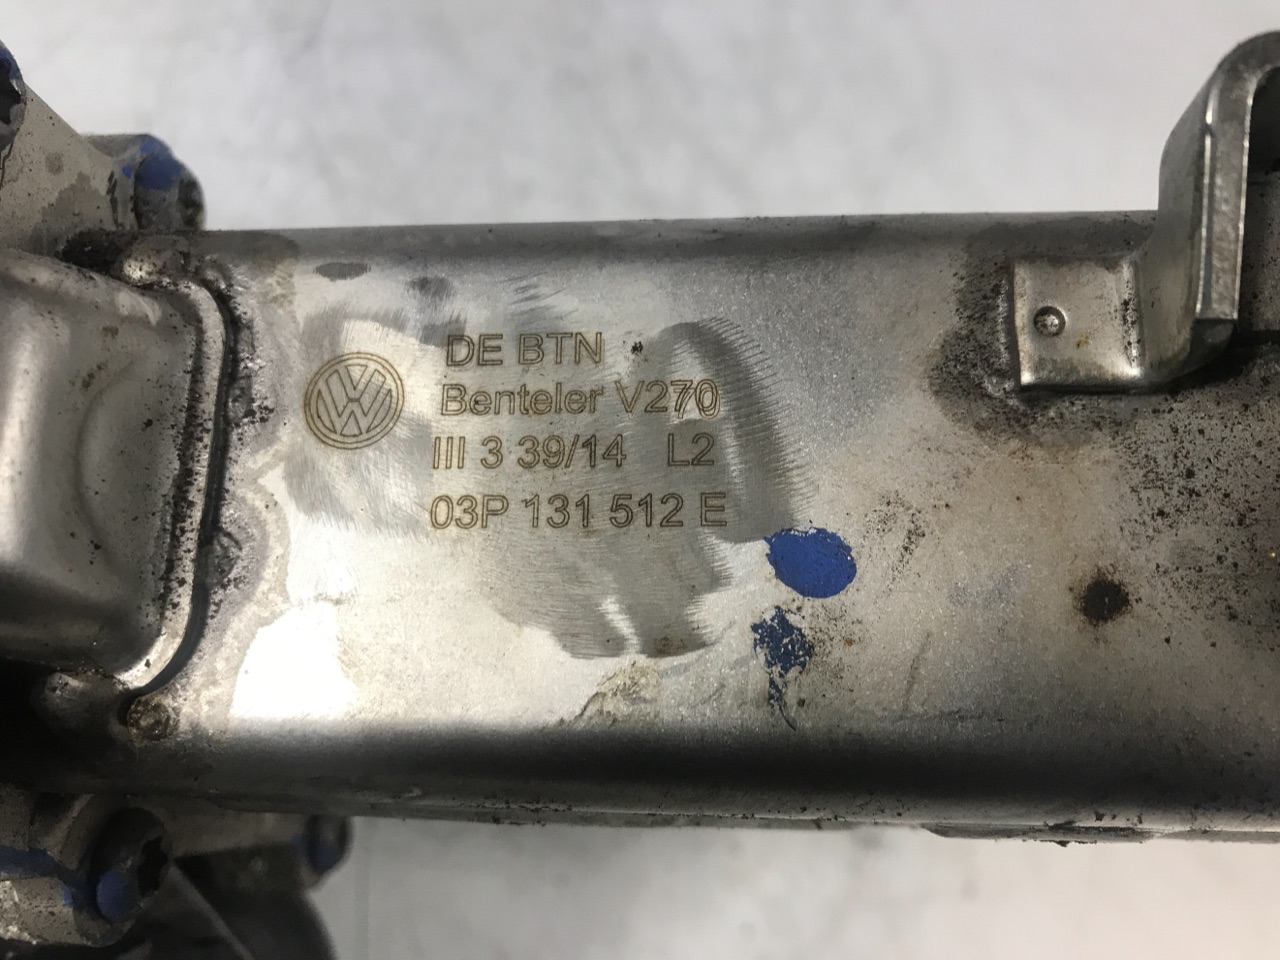 DE BTN
Benteler V270
III 3 39/14 L2
03P 131 512 E